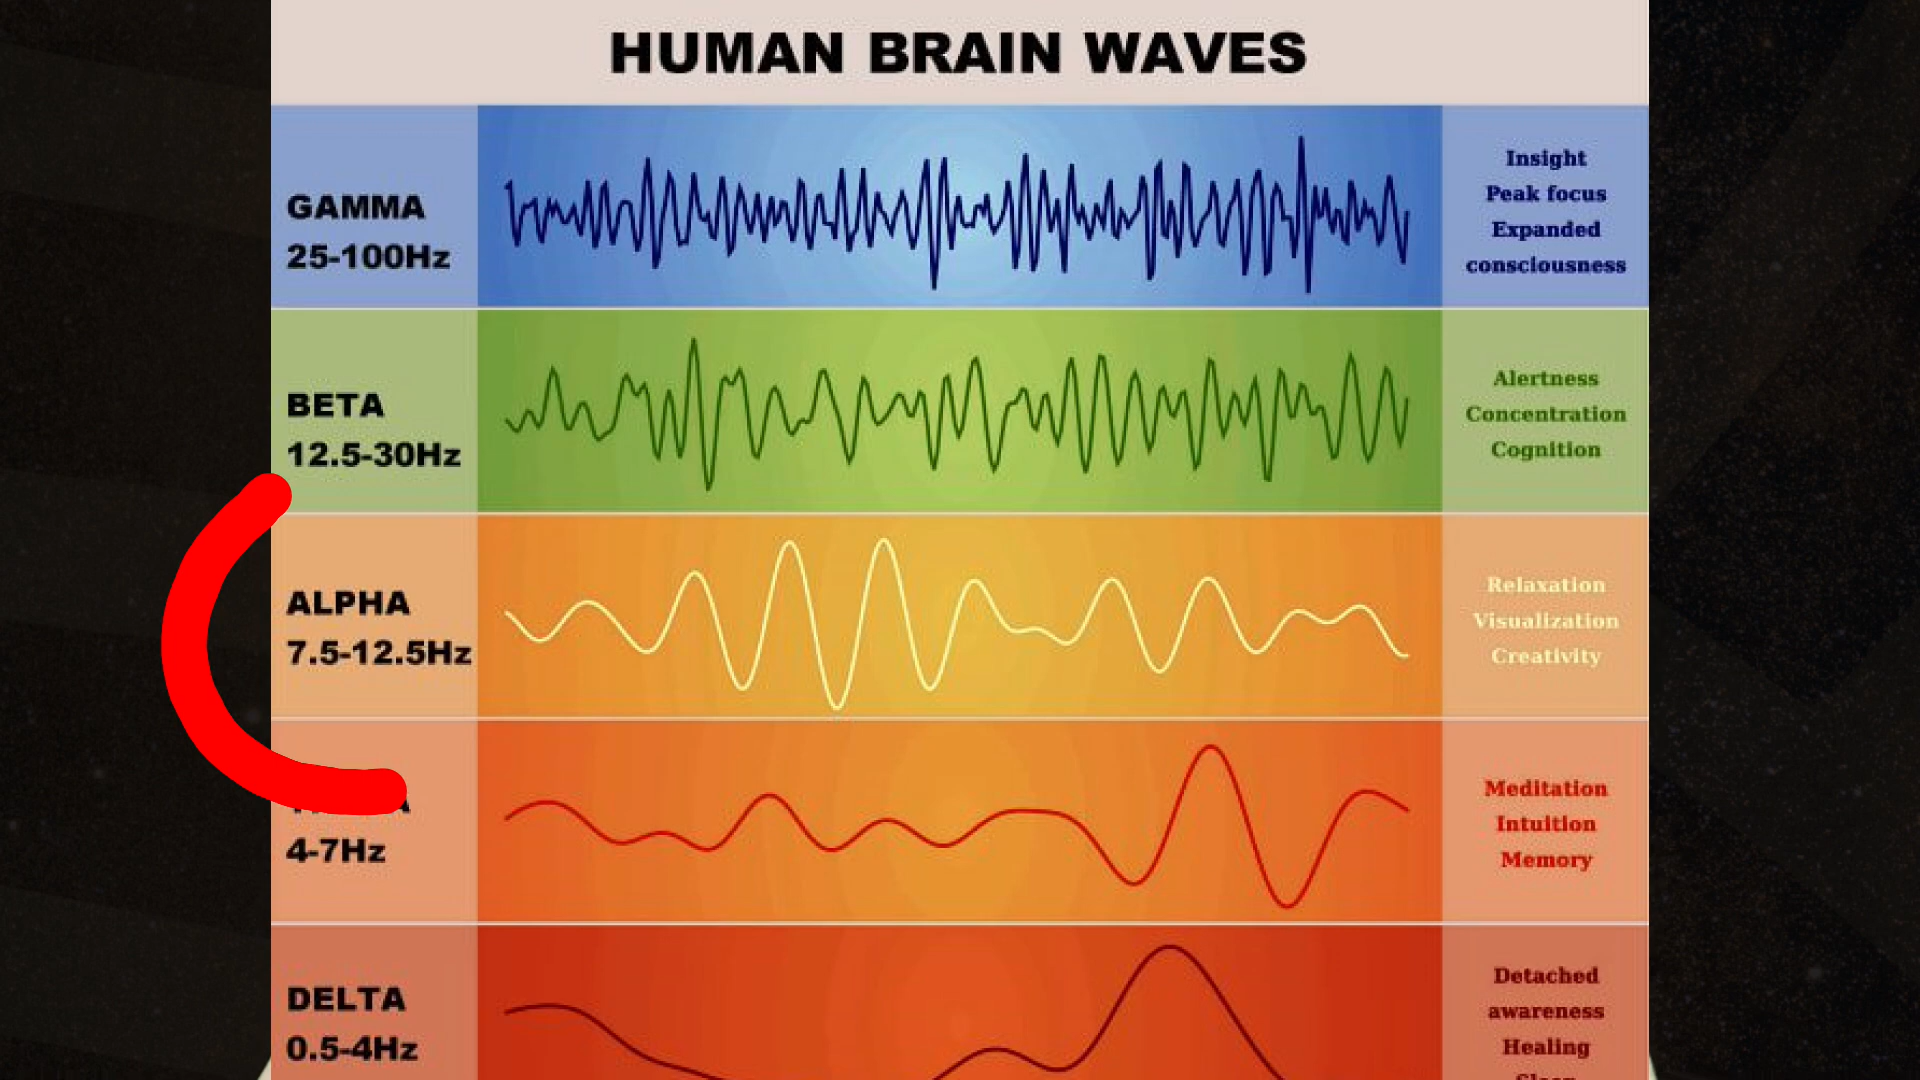 HUMAN BRAIN WAVES
GAMMA
25-100Hz
Insight
Peak focus
Expanded
consciousness
BETA
12.5-30Hz
Alertness
Concentration
Cognition
ALPHA
7.5-12.5Hz
Relaxation
Visualization
Creativity
4-7Hz
Meditation
Intuition
Memory
DELTA
0.5-4Hz
Detached
awareness
Healing